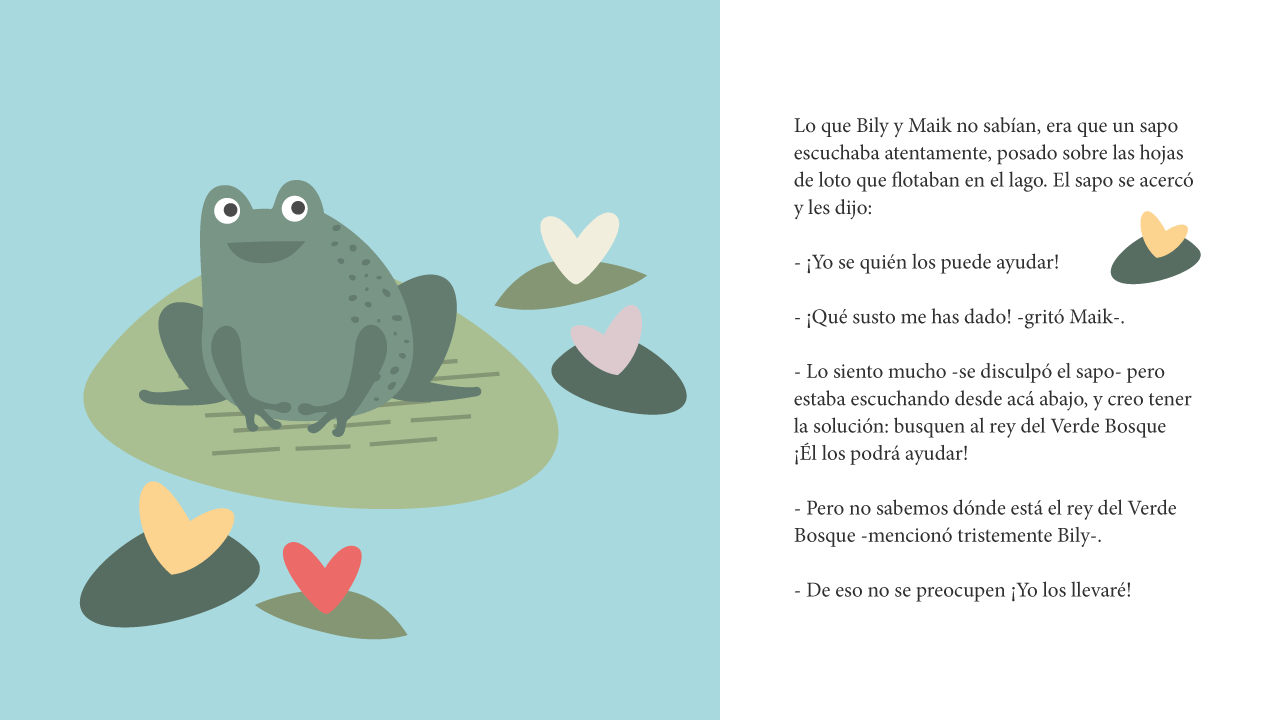 Lo que Bily y Maik no sabían, era que un sapo
escuchaba atentamente, posado sobre las hojas
de loto que flotaban en el lago. El sapo se acercó
y les dijo:
- ¡Yo se quién los puede ayudar!
- ¡Qué susto me has dado! -gritó Maik-.
- Lo siento mucho -se disculpó el sapo- pero
estaba escuchando desde acá abajo, y creo tener
la solución: busquen al rey del Verde Bosque
¡Él los podrá ayudar!
- Pero no sabemos dónde está el rey del Verde
Bosque -mencionó tristemente Bily-.
- De eso no se preocupen ¡Yo los llevaré!